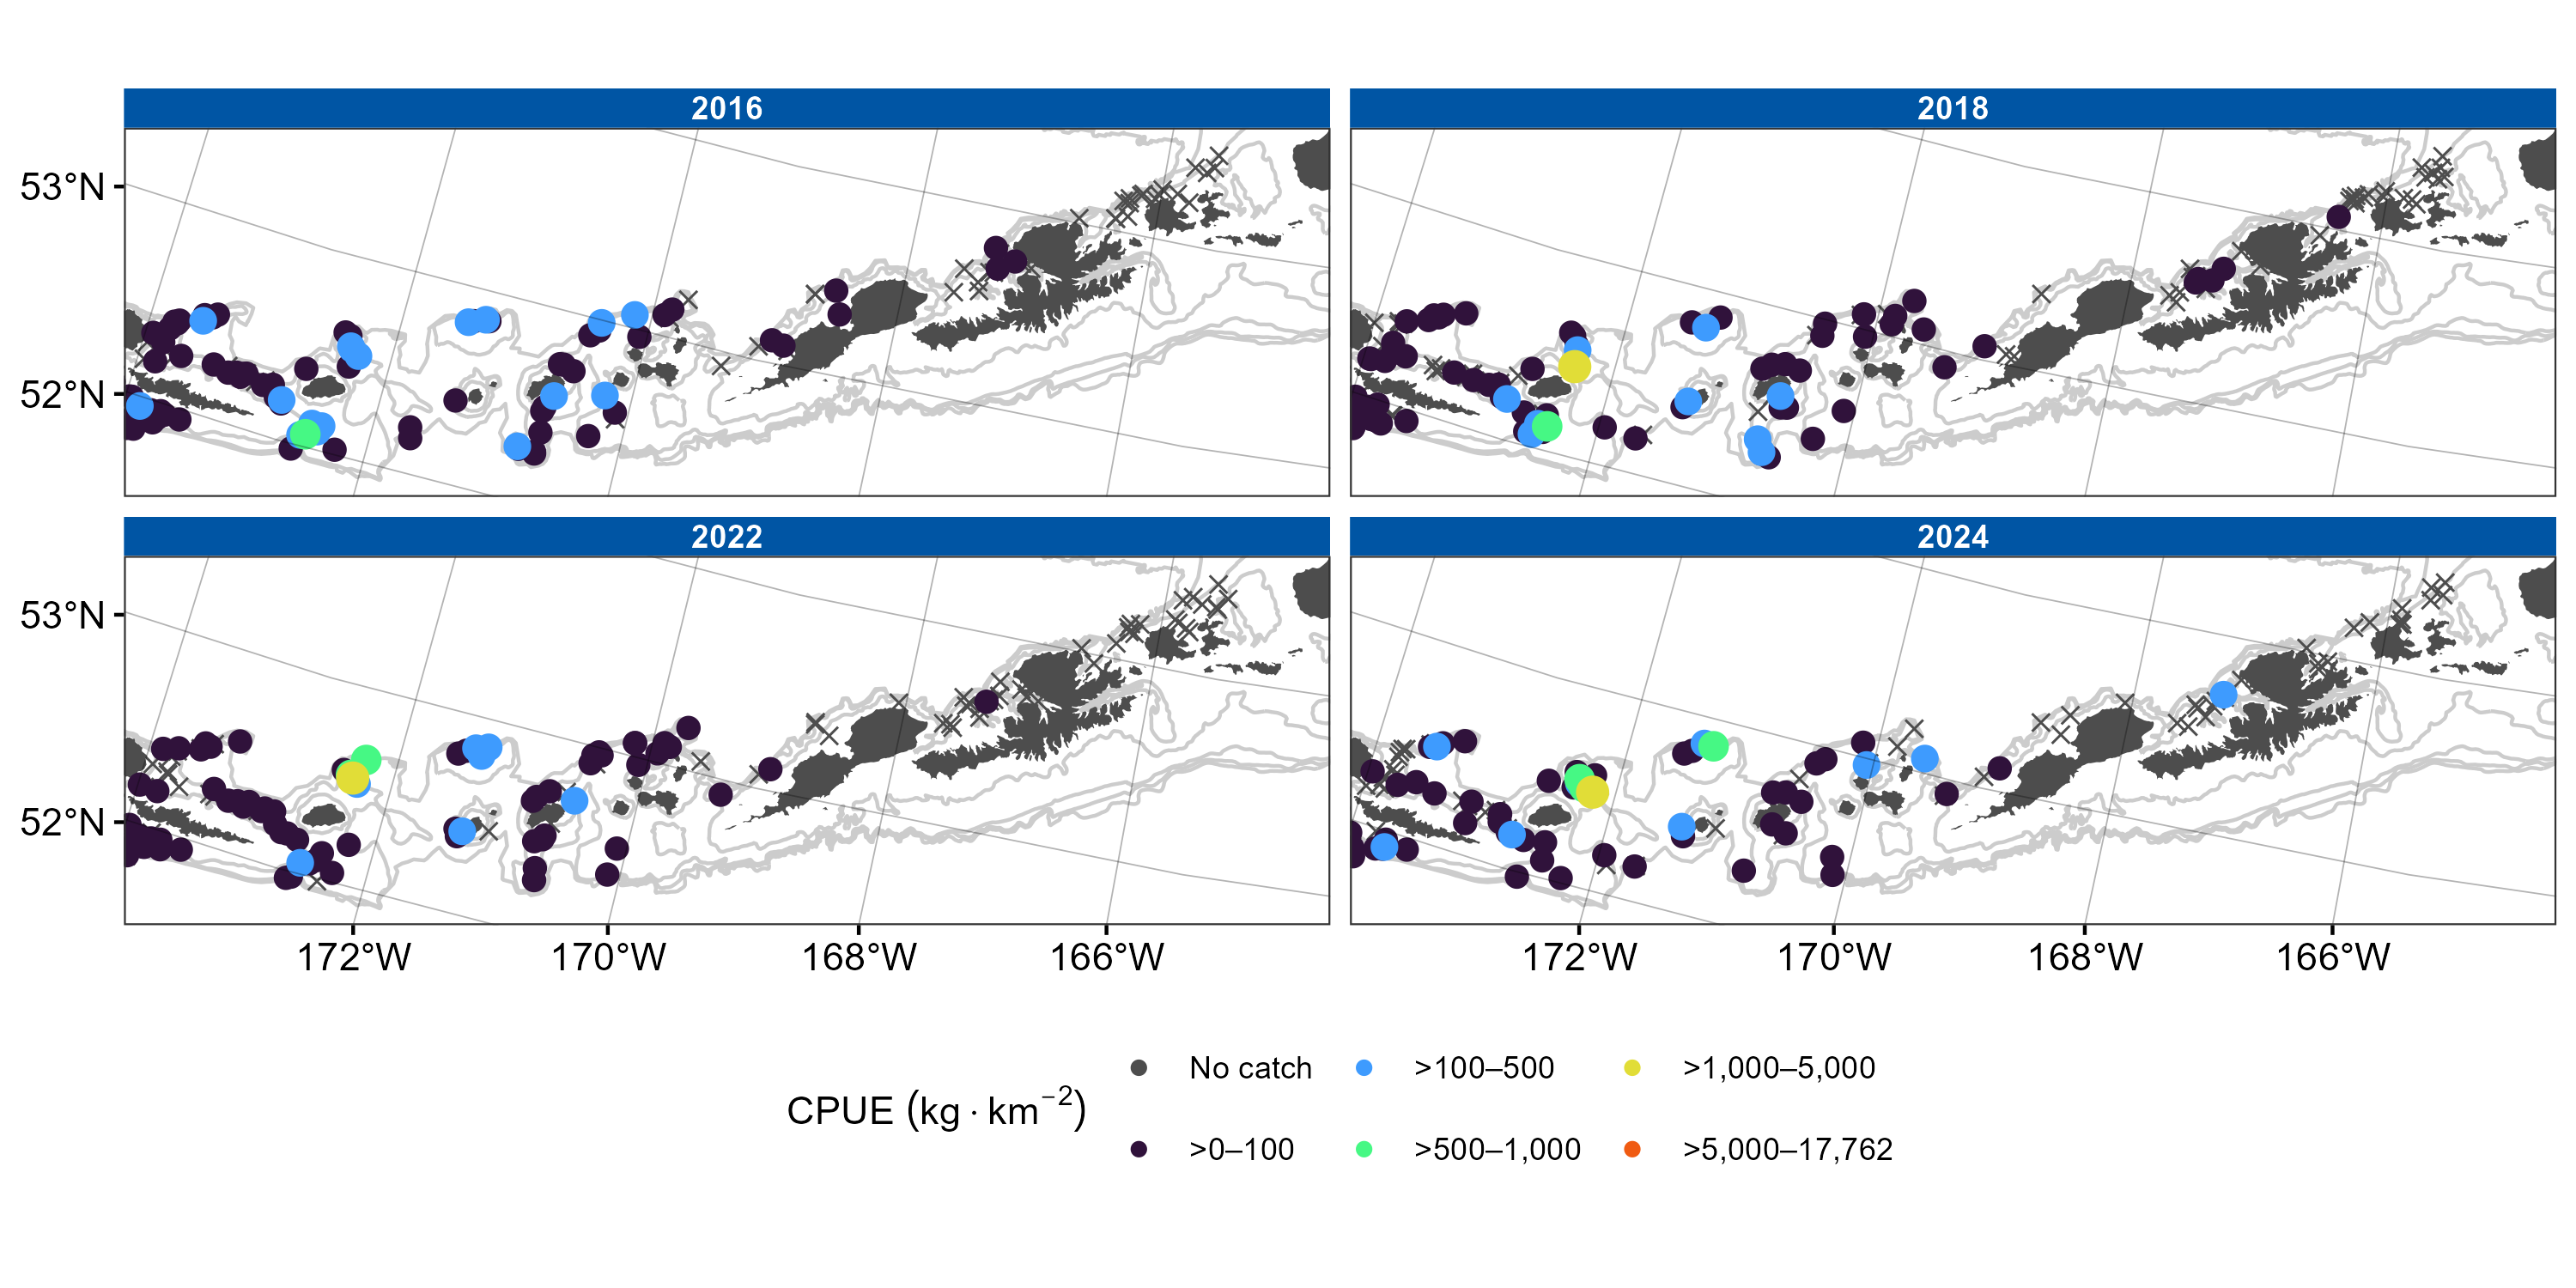 2016
2018
53°N
52°N
2022
2024
53°N
52°N
172°W 170°W 168°W 166°W
172°W 170°W 168°W 166°W
CPUE (kg · km⁻²)
No catch
>100–500
>1,000–5,000
>0–100
>500–1,000
>5,000–17,762